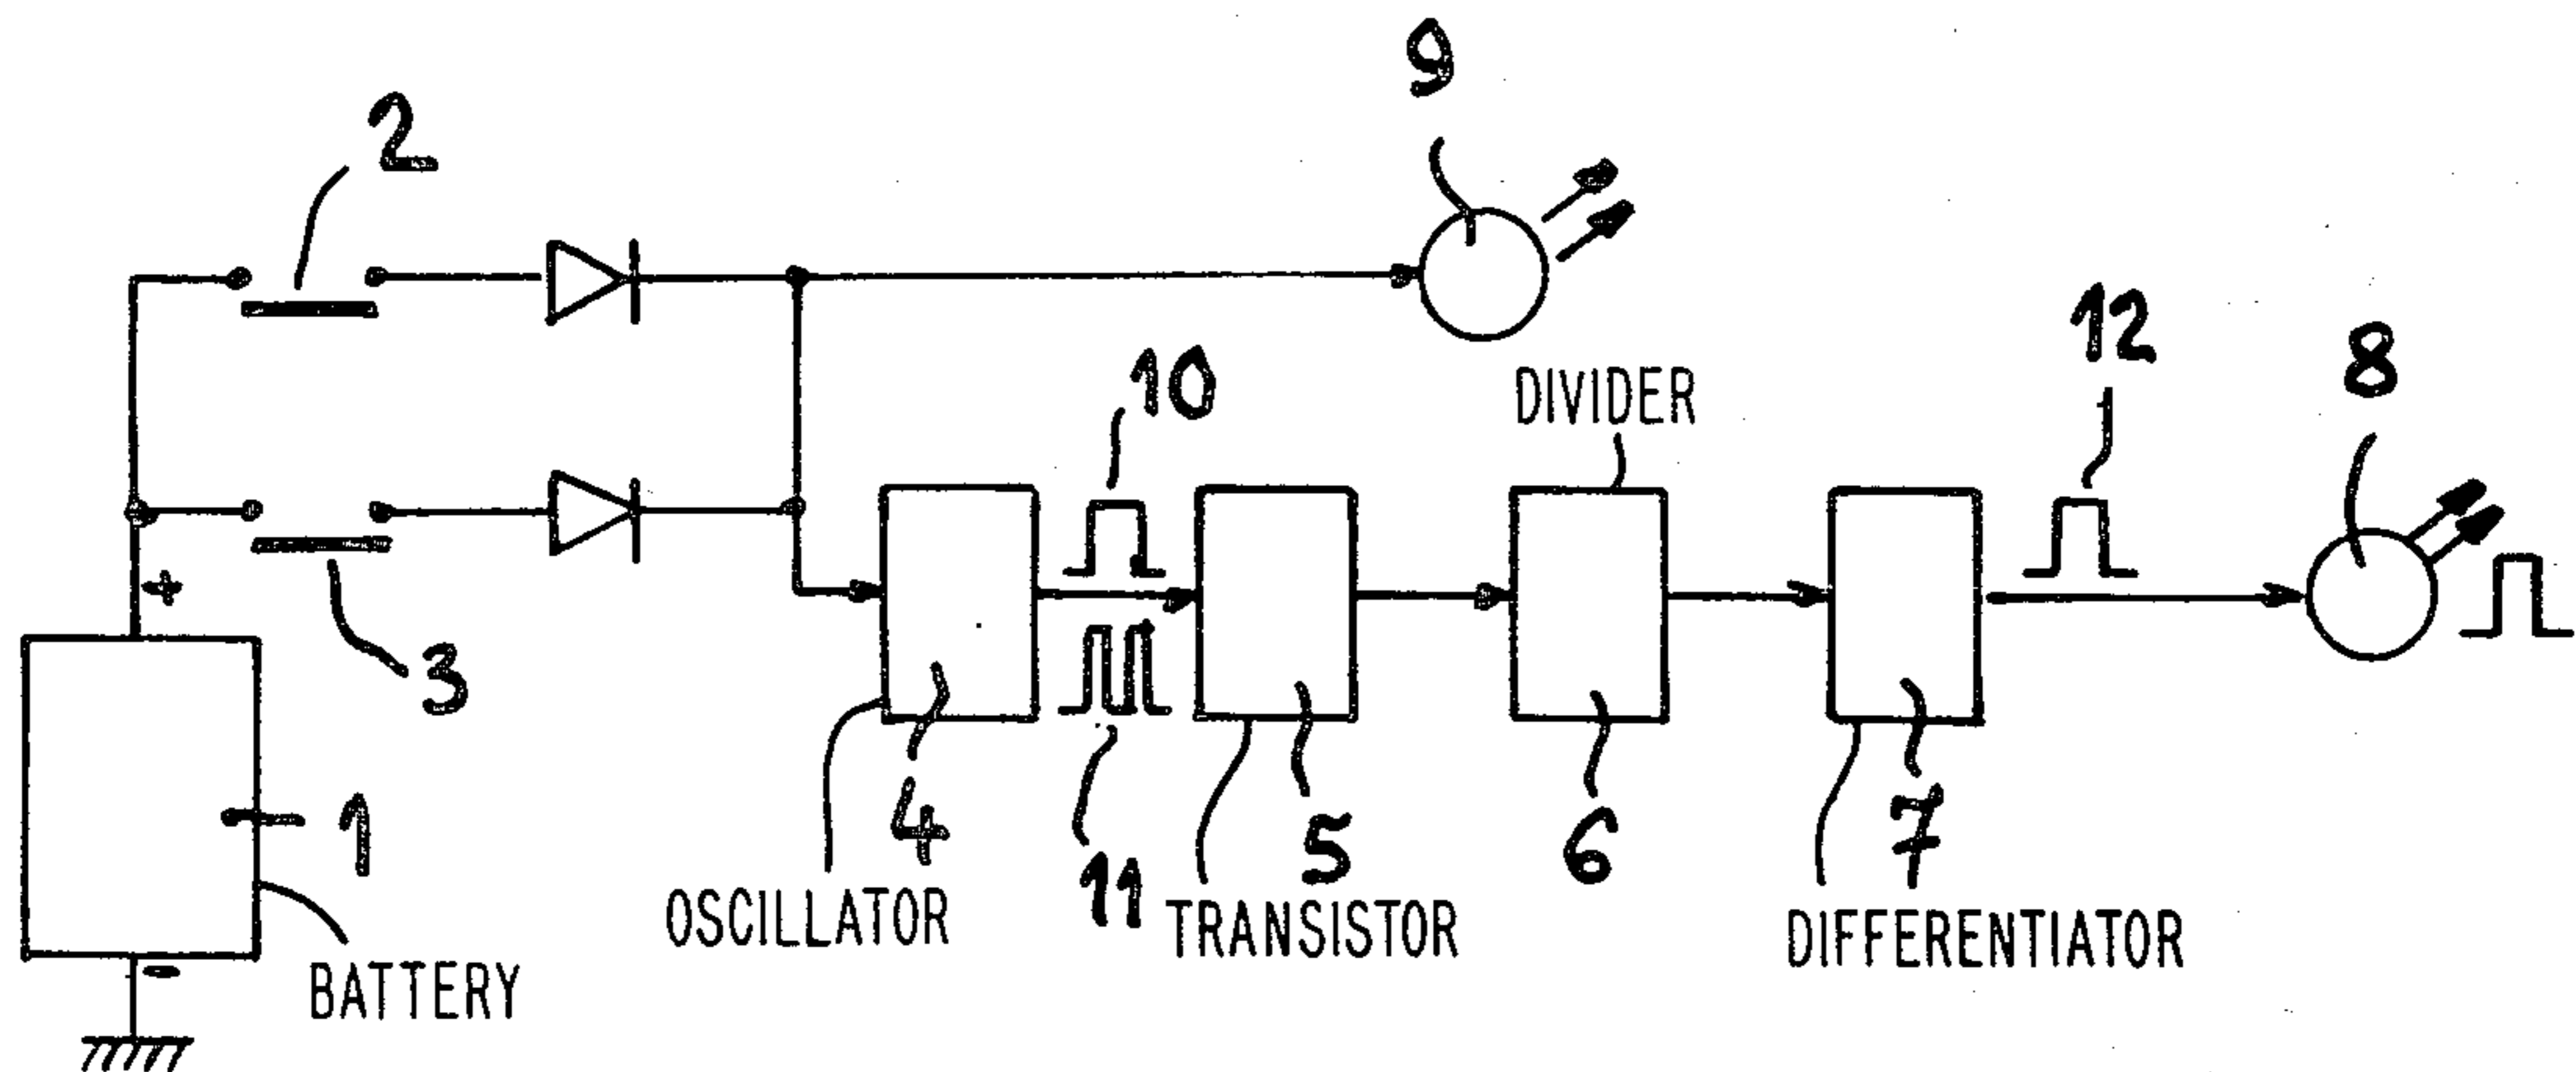 9
2
12
8
10
DIVIDER
+
3
1
4
5
6
7
11
OSCILLATOR
TRANSISTOR
DIFFERENTIATOR
-
BATTERY